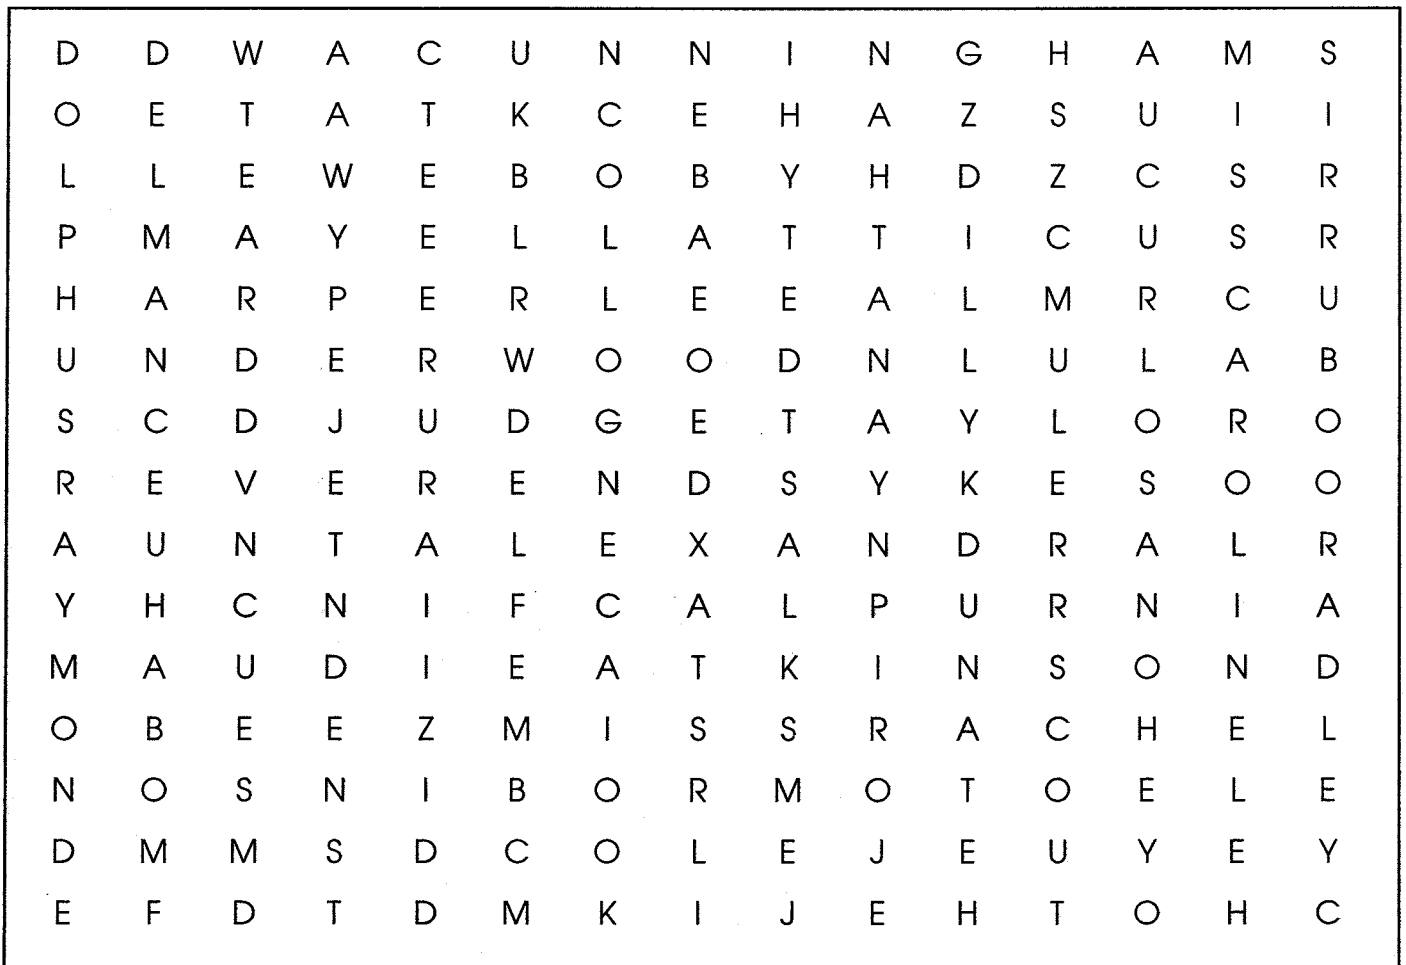 D D W A C U N N I N G H A M S
O E T A T K C E H A Z S U I I
L L E W E B O B Y H D Z C S R
P M A Y E L L A T T I C U S R
H A R P E R L E E A L M R C U
U N D E R W O O D N L U L A B
S C D J U D G E T A Y L O R O
R E V E R E N D S Y K E S O O
A U N T A L E X A N D R A L R
Y H C N I F C A L P U R N I A
M A U D I E A T K I N S O N D
O B E E Z M I S S R A C H E L
N O S N I B O R M O T O E L E
D M M S D C O L E J E U Y E Y
E F D T D M K I J E H T O H C